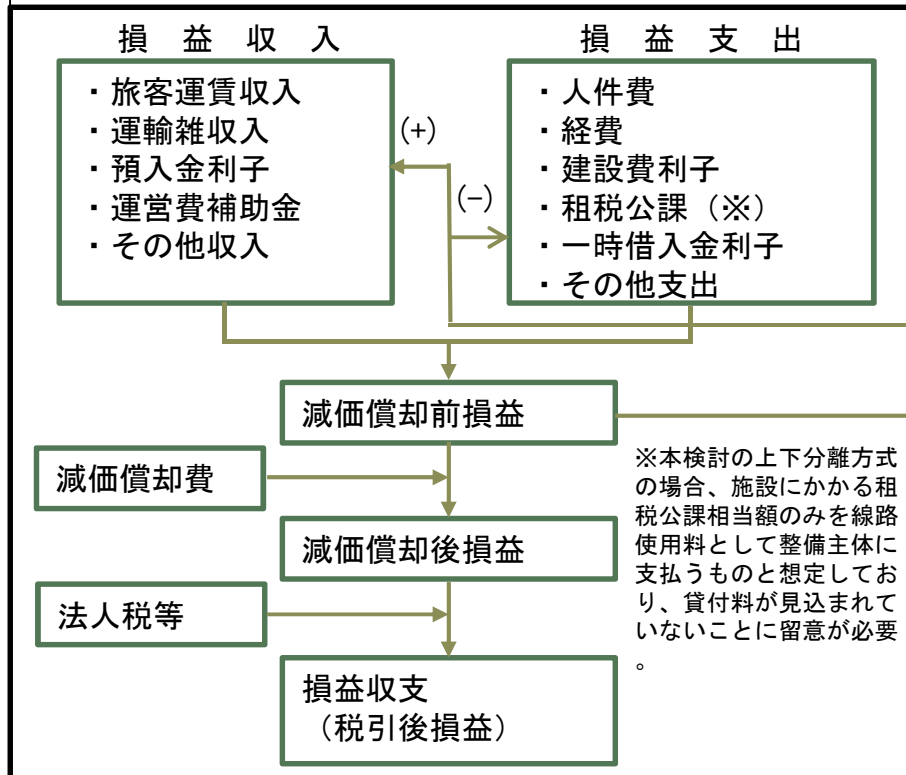 損　益　収　入
・旅客運賃収入
・運輸雑収入
・預入金利子
・運営費補助金
・その他収入
(+)
(−)
損　益　支　出
・人件費
・経費
・建設費利子
・租税公課（※）
・一時借入金利子
・その他支出
減価償却前損益
減価償却費
減価償却後損益
法人税等
損益収支
（税引後損益）
※本検討の上下分離方式
の場合、施設にかかる租
税公課相当額のみを線路
使用料として整備主体に
支払うものと想定してお
り、貸付料が見込まれて
いないことに留意が必要
。